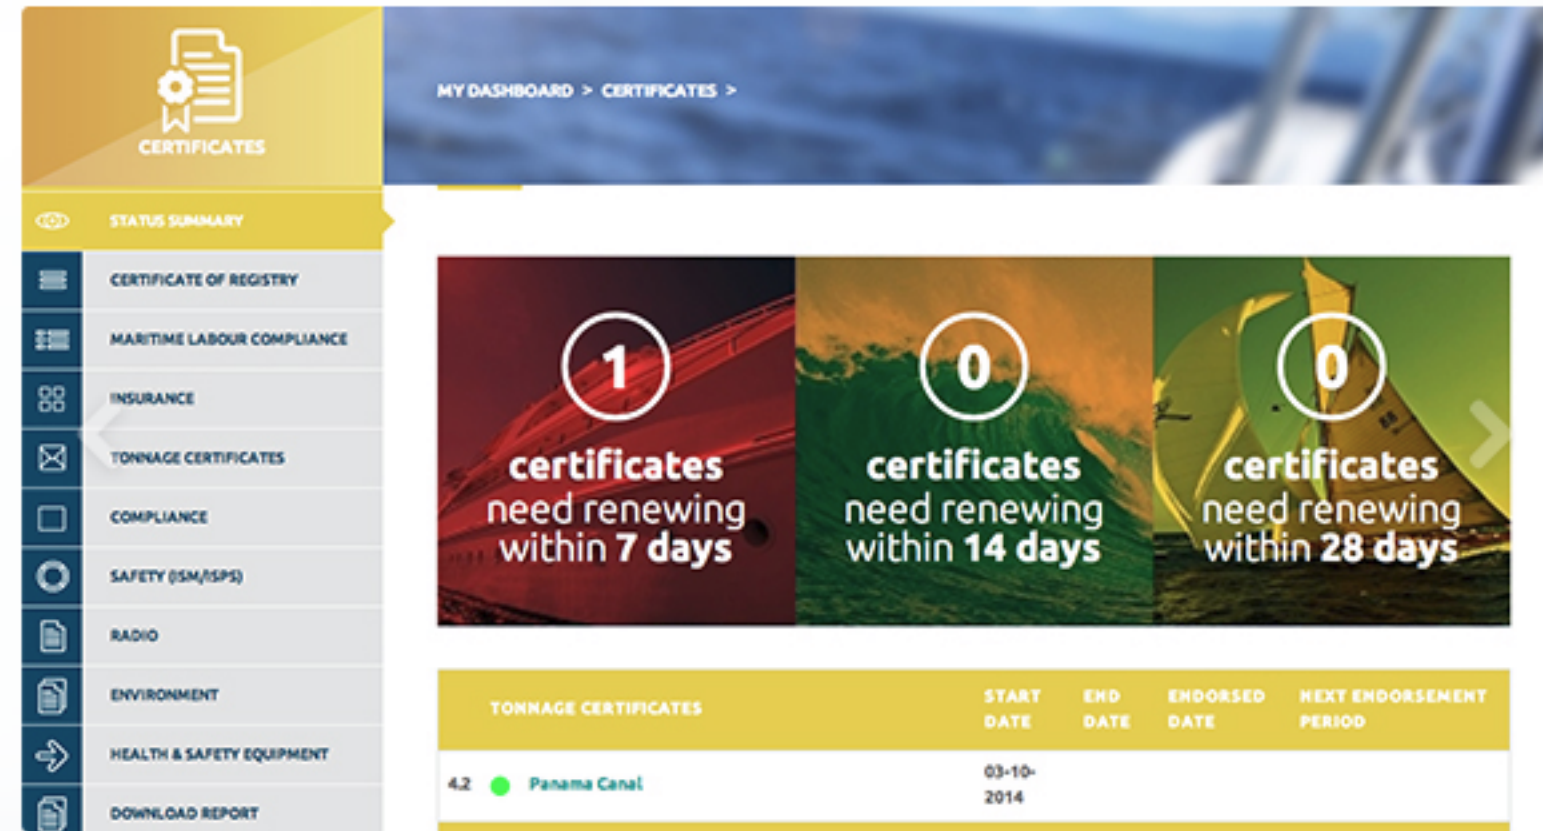 CERTIFICATES
MY DASHBOARD > CERTIFICATES >
STATUS SUMMARY
CERTIFICATE OF REGISTRY
MARITIME LABOUR COMPLIANCE
INSURANCE
TONNAGE CERTIFICATES
COMPLIANCE
SAFETY (ISM/ISPS)
RADIO
ENVIRONMENT
HEALTH & SAFETY EQUIPMENT
DOWNLOAD REPORT
1
certificates
need renewing
within 7 days
0
certificates
need renewing
within 14 days
0
certificates
need renewing
within 28 days
TONNAGE CERTIFICATES
START
DATE
END
DATE
ENDORSED
DATE
NEXT ENDORSEMENT
PERIOD
4.2 Panama Canal
03-10-
2014